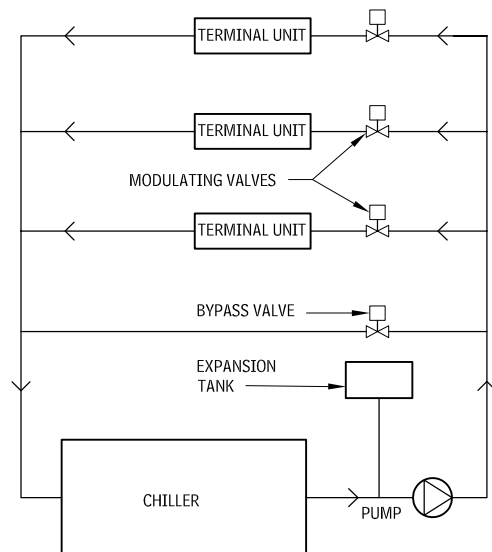 TERMINAL UNIT
TERMINAL UNIT
MODULATING VALVES
TERMINAL UNIT
BYPASS VALVE
EXPANSION
TANK
CHILLER
PUMP